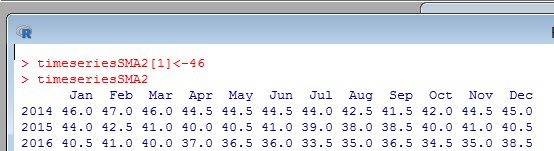 R
> timeseriesSMA2[1]<-46
> timeseriesSMA2
Jan Feb Mar Apr May Jun Jul Aug Sep Oct Nov Dec
2014 46.0 47.0 46.0 44.5 44.5 44.5 44.0 42.5 41.5 42.0 44.5 45.0
2015 44.0 42.5 41.0 40.0 40.5 41.0 39.0 38.0 38.5 40.0 41.0 40.5
2016 40.5 41.0 40.0 37.0 36.5 36.0 33.5 35.0 36.5 34.5 35.0 38.5